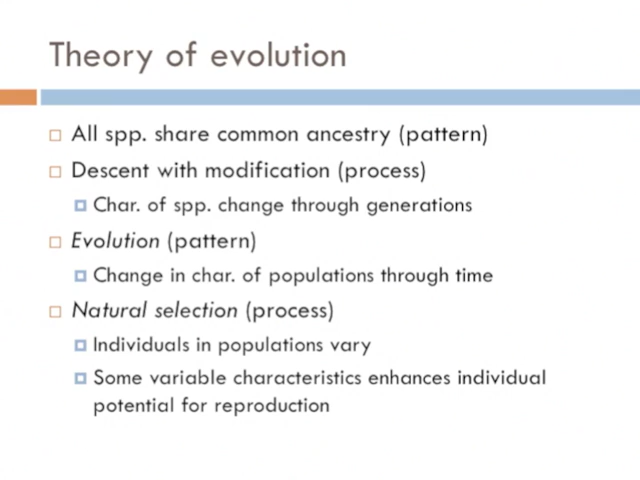 Theory of evolution
All spp. share common ancestry (pattern)
Descent with modification (process)
Char. of spp. change through generations
Evolution (pattern)
Change in char. of populations through time
Natural selection (process)
Individuals in populations vary
Some variable characteristics enhances individual
potential for reproduction